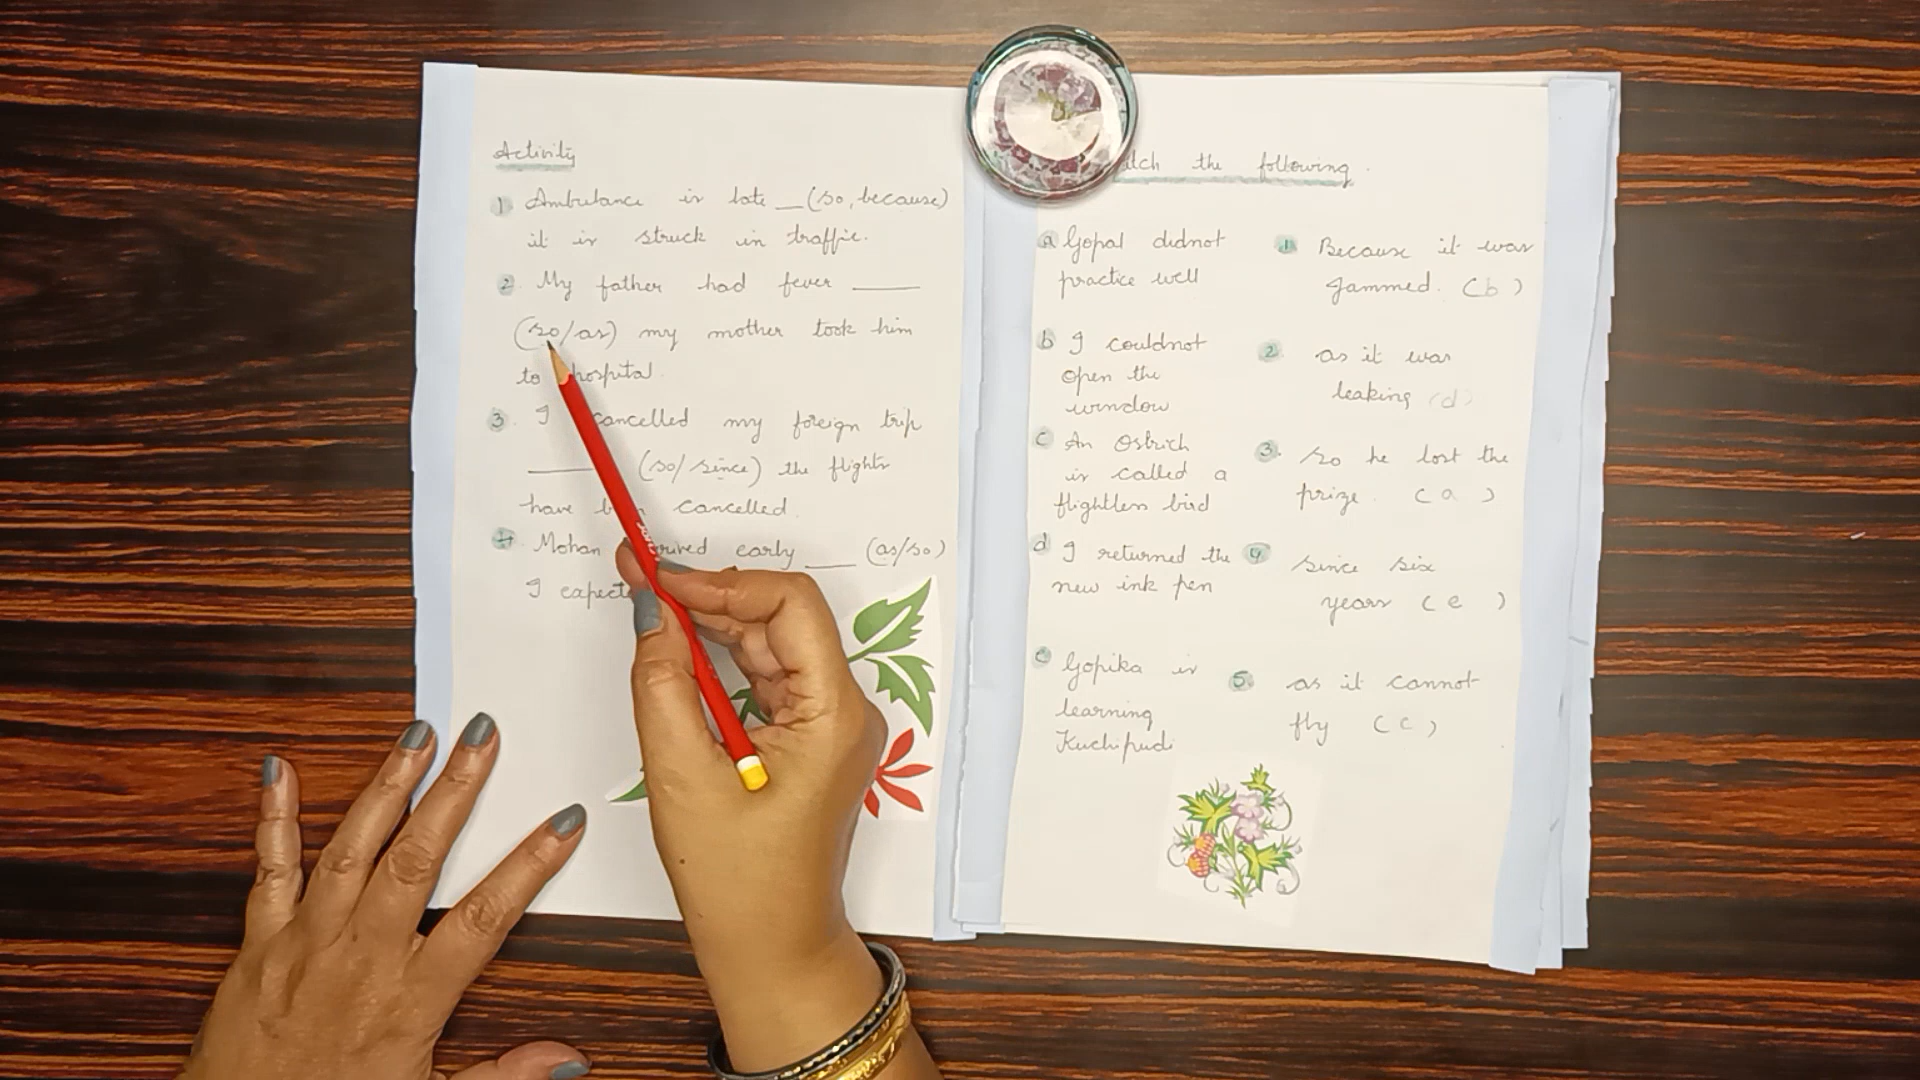 Activity
1 Ambulance is late __ (so, because)
it is struck in traffic.
2. My father had fever ____
(so/as) my mother took him
to hospital.
3. I cancelled my foreign trip
____ (so/since) the flights
have been cancelled.
4 Mohan early ___ (as/so)
I
the following.
a Gopal didnot
practice well
b I couldnot
open the
window
c An Ostrich
is called a
flightless bird
d I returned the
new ink pen
e Gopika is
learning
Kuchipudi
1 Because it was
jammed. (b)
2. as it was
leaking (d)
3. so he lost the
prize. (a)
4 since six
years (e)
5. as it cannot
fly (c)